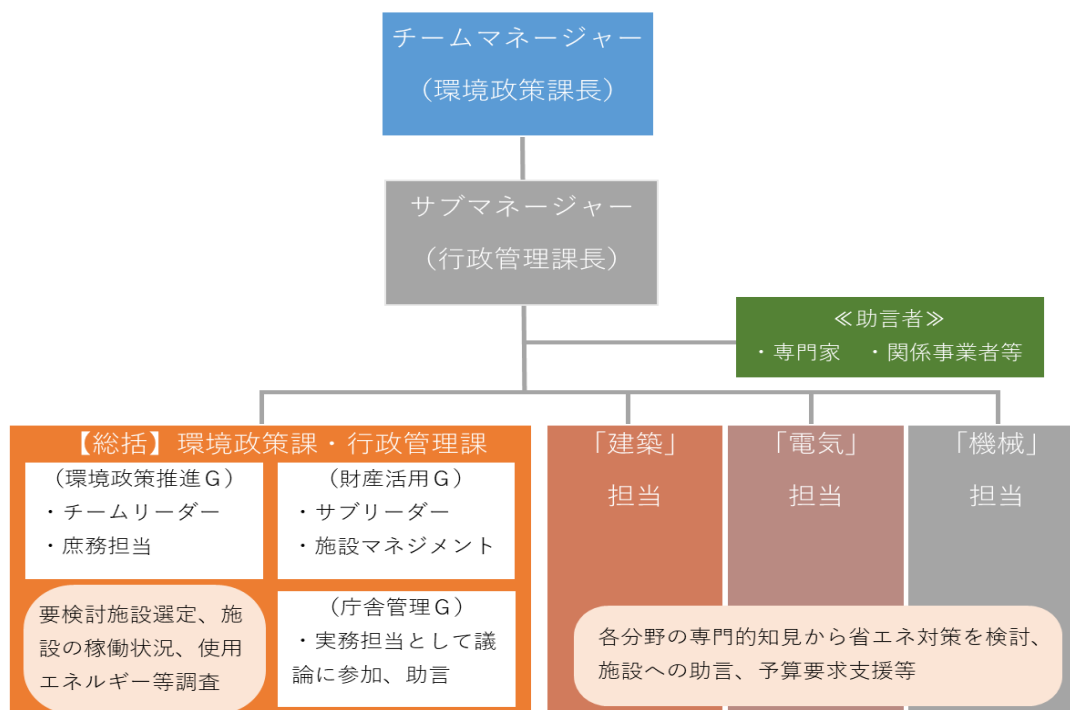 チームマネージャー
（環境政策課長）
サブマネージャー
（行政管理課長）
≪助言者≫
・専門家　・関係事業者等
【総括】環境政策課・行政管理課
（環境政策推進Ｇ）
・チームリーダー
・庶務担当
（財産活用Ｇ）
・サブリーダー
・施設マネジメント
要検討施設選定、施
設の稼働状況、使用
エネルギー等調査
（庁舎管理Ｇ）
・実務担当として議
論に参加、助言
「建築」
担当
「電気」
担当
「機械」
担当
各分野の専門的知見から省エネ対策を検討、
施設への助言、予算要求支援等